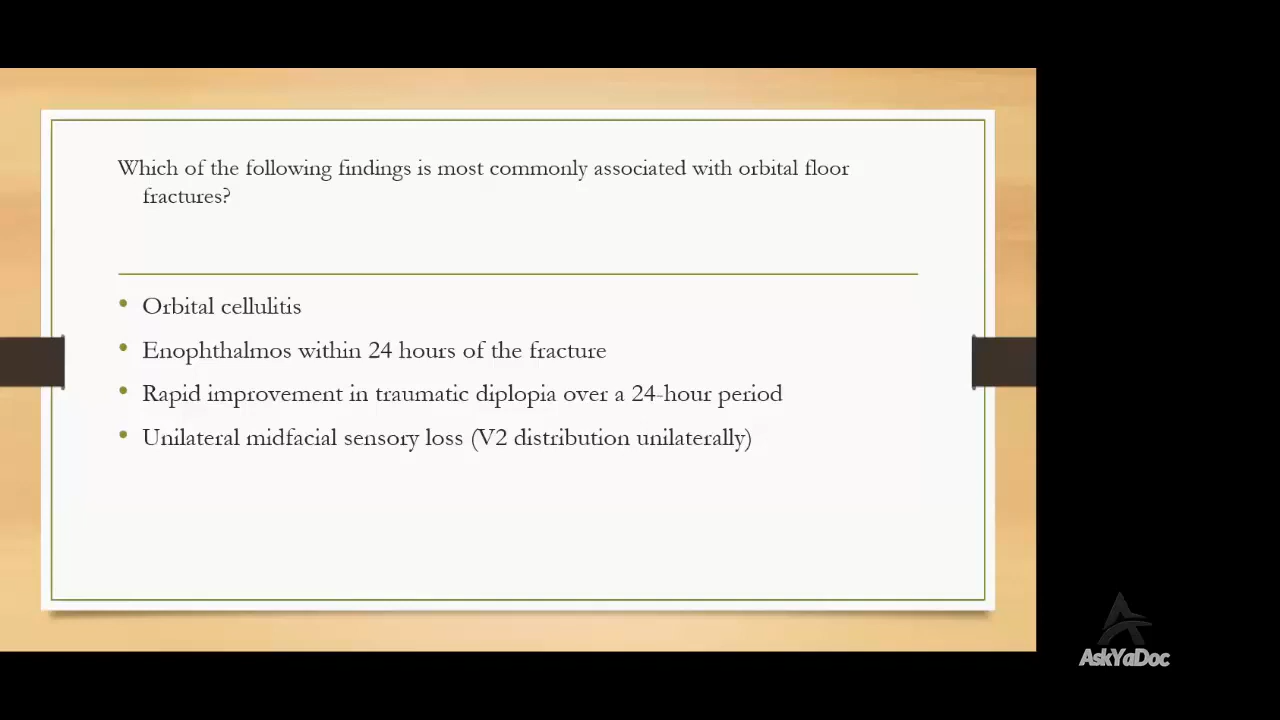 Which of the following findings is most commonly associated with orbital floor
fractures?
• Orbital cellulitis
• Enophthalmos within 24 hours of the fracture
• Rapid improvement in traumatic diplopia over a 24-hour period
• Unilateral midfacial sensory loss (V2 distribution unilaterally)
AskYaDoc